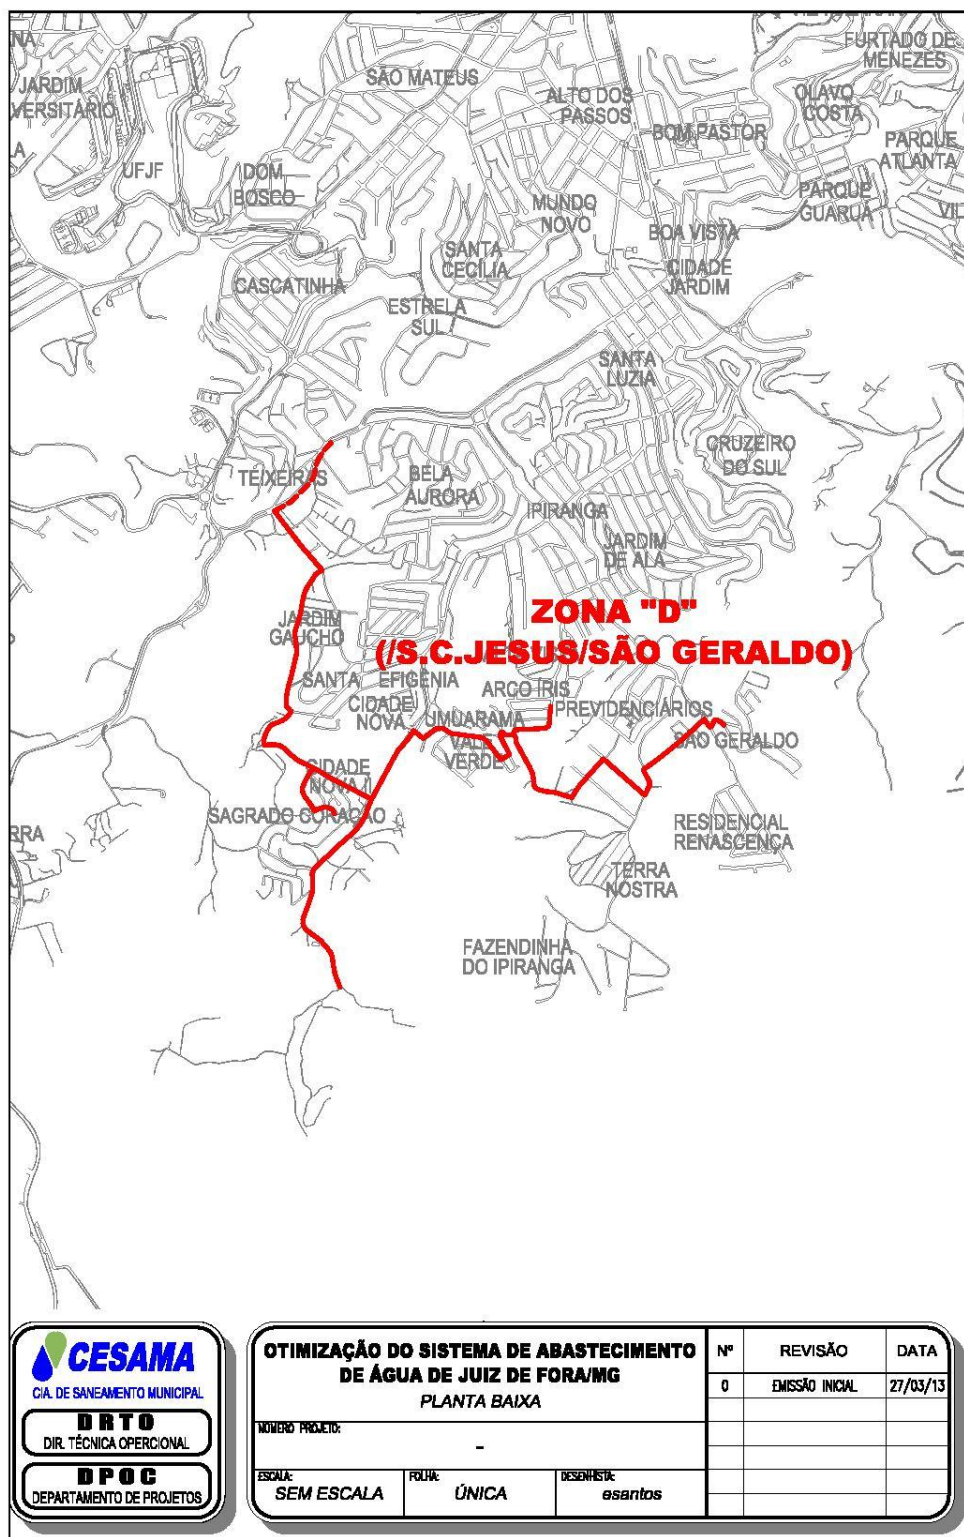 FURTADO DE
MENEZES
NA
JARDIM
VERSITÁRIO
LA
SÃO MATEUS
ALTO DOS
PASSOS
OLAVO
COSTA
BOM PASTOR
PARQUE
ATLANTA
UFJF
DOM
BOSCO
MUNDO
NOVO
PARQUE
GUARUÁ
VIL
BOA VISTA
SANTA
CECÍLIA
CIDADE
JARDIM
CASCATINHA
ESTRELA
SUL
SANTA
LUZIA
CRUZEIRO
DO SUL
TEIXEIRAS
BELA
AURORA
IPIRANGA
JARDIM
DE ALÁ
ZONA "D"
(/S.C.JESUS/SÃO GERALDO)
JARDIM
GAÚCHO
SANTA EFIGÊNIA
ARCO ÍRIS
CIDADE
NOVA
UMUARAMA
PREVIDENCIÁRIOS
VALE
VERDE
SÃO GERALDO
CIDADE
NOVA II
SAGRADO CORAÇÃO
RRA
RESIDENCIAL
RENASCENÇA
TERRA
NOSTRA
FAZENDINHA
DO IPIRANGA
CESAMA
CIA. DE SANEAMENTO MUNICIPAL
DRTO
DIR. TÉCNICA OPERCIONAL
DPOC
DEPARTAMENTO DE PROJETOS
OTIMIZAÇÃO DO SISTEMA DE ABASTECIMENTO
DE ÁGUA DE JUIZ DE FORA/MG
PLANTA BAIXA
NÚMERO PROJETO:
-
ESCALA:
SEM ESCALA
FOLHA:
ÚNICA
DESENHISTA:
esantos
Nº REVISÃO DATA
0 EMISSÃO INICIAL 27/03/13